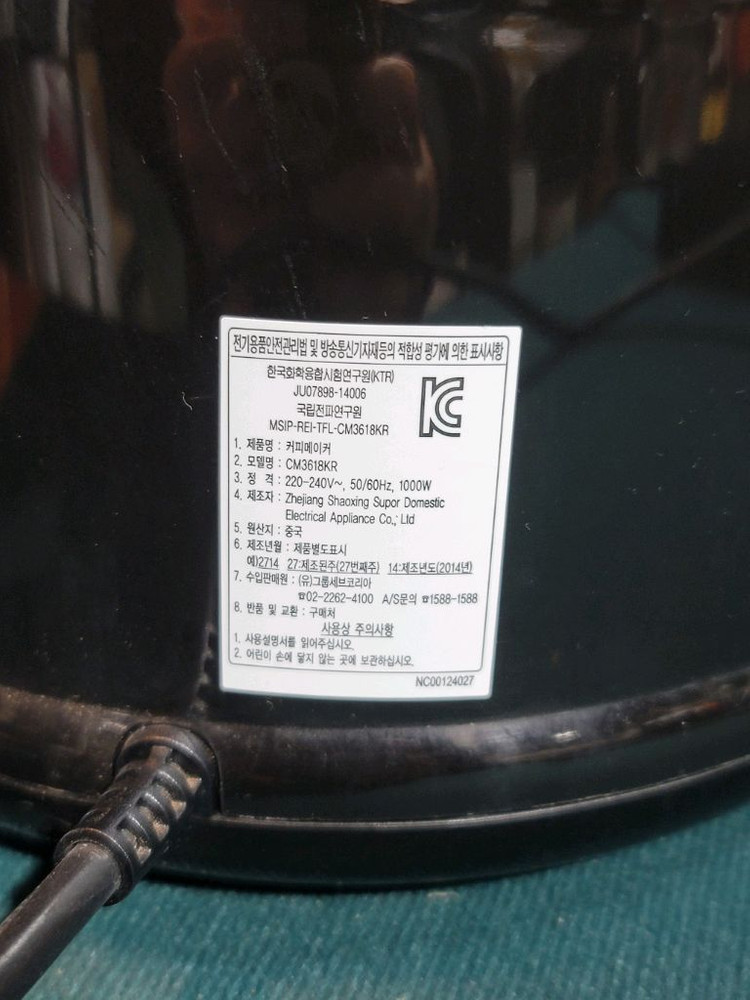 전기용품안전관리법 및 방송통신기자재등의 적합성 평가에 의한 표시사항
한국화학융합시험연구원(KTR)
JU07898-14006
국립전파연구원
MSIP-REI-TFL-CM3618KR
1. 제품명 : 커피메이커
2. 모델명 : CM3618KR
3. 정 격 : 220-240V~, 50/60Hz, 1000W
4. 제조자 : Zhejiang Shaoxing Supor Domestic
Electrical Appliance Co.,; Ltd
5. 원산지 : 중국
6. 제조년월 : 제품별도표시
예)2714 27:제조된주(27번째주) 14:제조년도(2014년)
7. 수입판매원 : (유)그룹세브코리아
☎02-2262-4100 A/S문의 ☎1588-1588
8. 반품 및 교환 : 구매처
사용상 주의사항
1. 사용설명서를 읽어주십시오.
2. 어린이 손에 닿지 않는 곳에 보관하십시오.
NC00124027